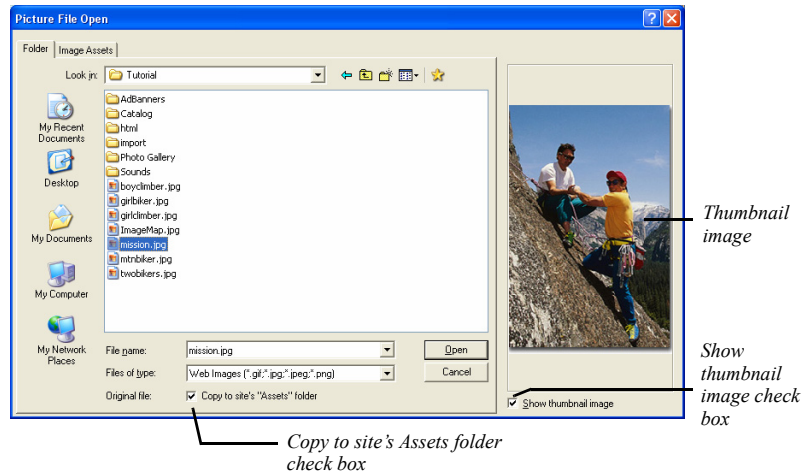 Picture File Open
Folder
Image Assets
Look in:
Tutorial
My Recent
Documents
Desktop
My Documents
My Computer
My Network
Places
AdBanners
Catalog
html
import
Photo Gallery
Sounds
boyclimber.jpg
girlbiker.jpg
girlclimber.jpg
ImageMap.jpg
mission.jpg
mtnbiker.jpg
twobikers.jpg
File name:
mission.jpg
Open
Files of type:
Web Images (*.gif;*.jpg;*.jpeg;*.png)
Cancel
Original file:
Copy to site's "Assets" folder
Show thumbnail image
Thumbnail
image
Show
thumbnail
image check
box
Copy to site’s Assets folder
check box